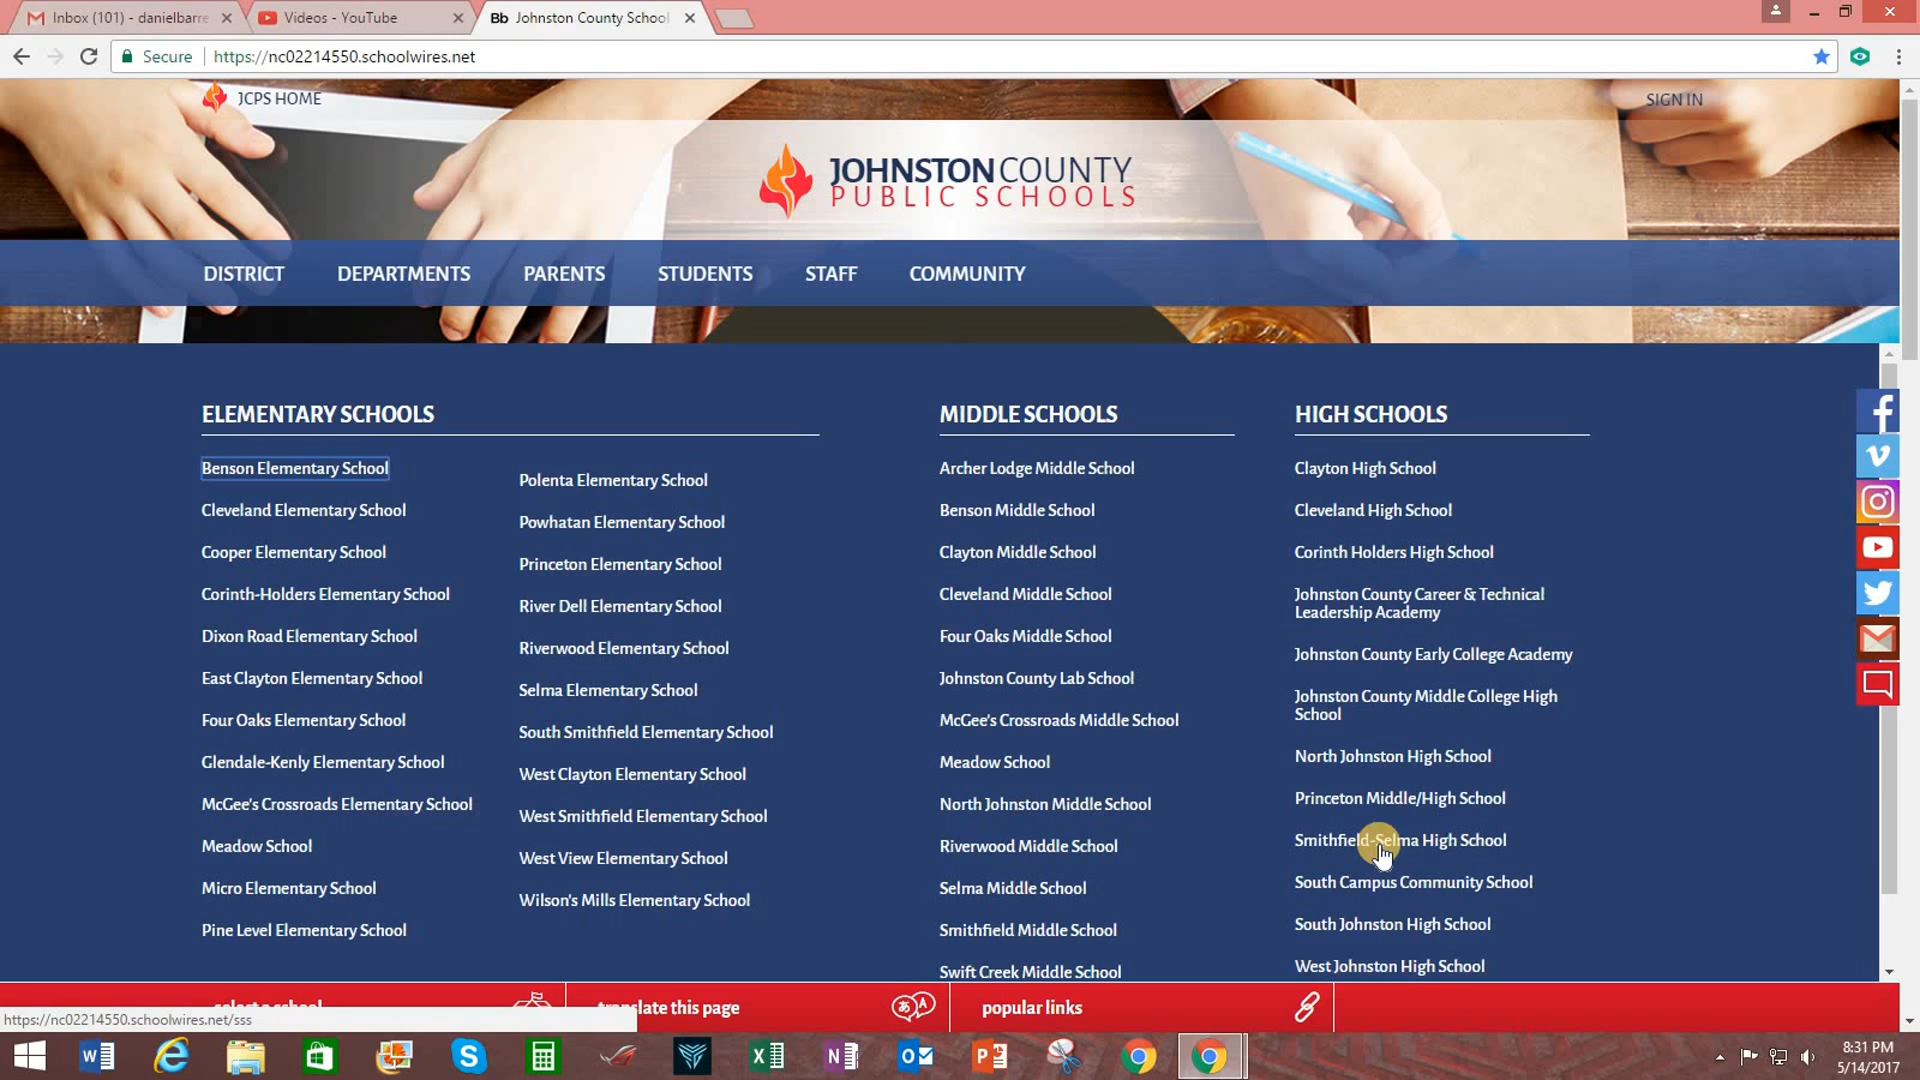 Inbox (101) - danielbarre
Videos - YouTube
Bb Johnston County School
Secure
https://nc02214550.schoolwires.net
JCPS HOME
SIGN IN
JOHNSTON COUNTY
PUBLIC SCHOOLS
DISTRICT
DEPARTMENTS
PARENTS
STUDENTS
STAFF
COMMUNITY
ELEMENTARY SCHOOLS
Benson Elementary School
Cleveland Elementary School
Cooper Elementary School
Corinth-Holders Elementary School
Dixon Road Elementary School
East Clayton Elementary School
Four Oaks Elementary School
Glendale-Kenly Elementary School
McGee's Crossroads Elementary School
Meadow School
Micro Elementary School
Pine Level Elementary School
Polenta Elementary School
Powhatan Elementary School
Princeton Elementary School
River Dell Elementary School
Riverwood Elementary School
Selma Elementary School
South Smithfield Elementary School
West Clayton Elementary School
West Smithfield Elementary School
West View Elementary School
Wilson's Mills Elementary School
MIDDLE SCHOOLS
Archer Lodge Middle School
Benson Middle School
Clayton Middle School
Cleveland Middle School
Four Oaks Middle School
Johnston County Lab School
McGee's Crossroads Middle School
Meadow School
North Johnston Middle School
Riverwood Middle School
Selma Middle School
Smithfield Middle School
Swift Creek Middle School
HIGH SCHOOLS
Clayton High School
Cleveland High School
Corinth Holders High School
Johnston County Career & Technical
Leadership Academy
Johnston County Early College Academy
Johnston County Middle College High
School
North Johnston High School
Princeton Middle/High School
Smithfield-Selma High School
South Campus Community School
South Johnston High School
West Johnston High School
select a school
translate this page
popular links
https://nc02214550.schoolwires.net/sss
8:31 PM
5/14/2017